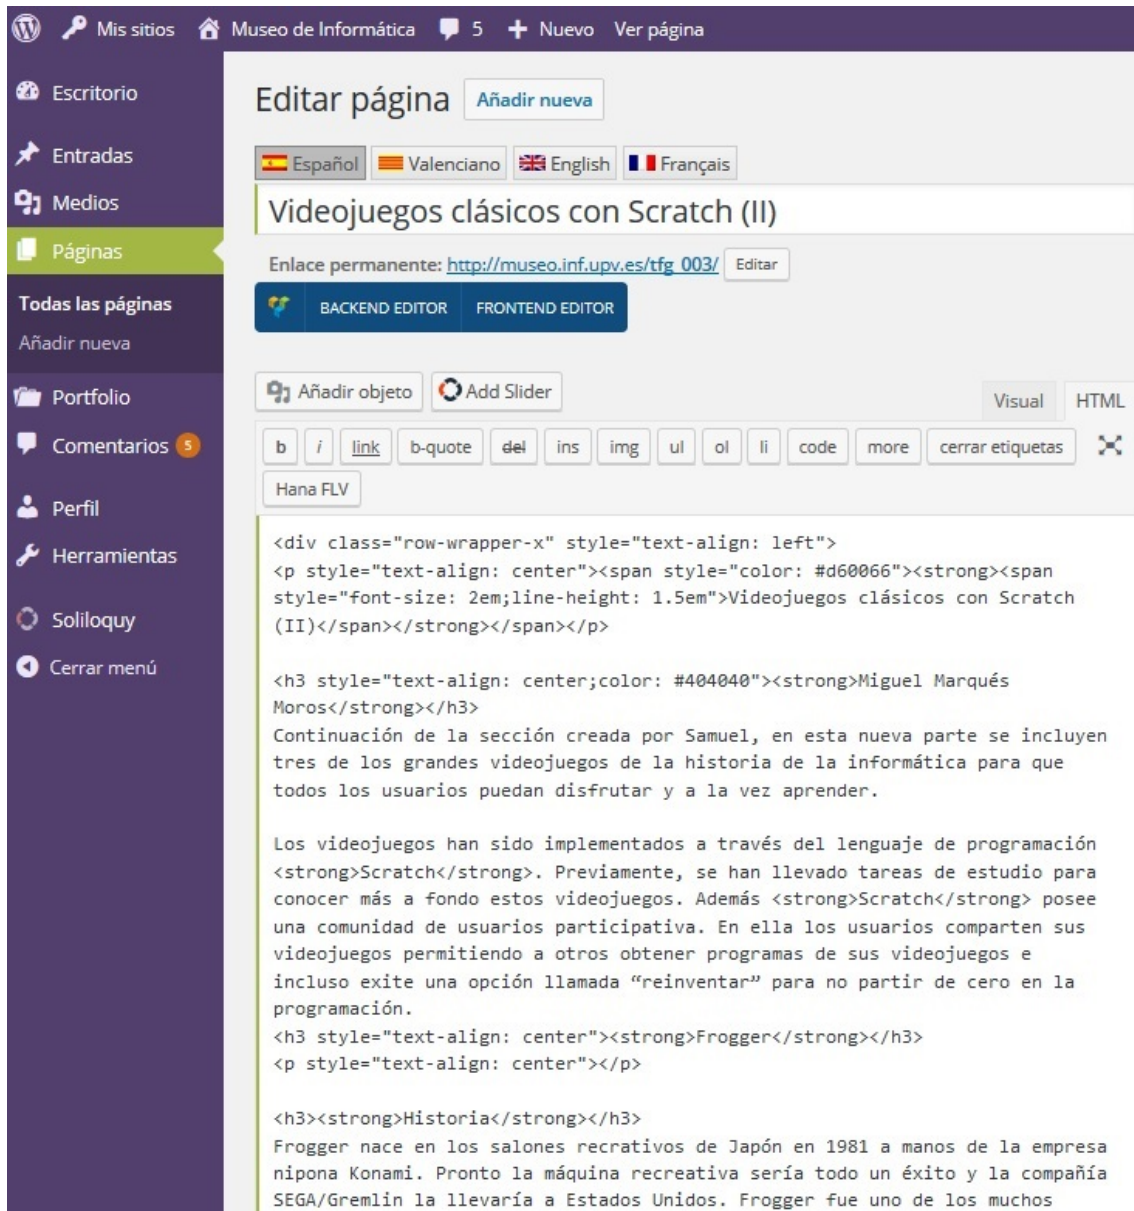 Mis sitios Museo de Informática 5 Nuevo Ver página
Escritorio
Entradas
Medios
Páginas
Todas las páginas
Añadir nueva
Portfolio
Comentarios 5
Perfil
Herramientas
Soliloquy
Cerrar menú
Editar página Añadir nueva
Español Valenciano English Français
Videojuegos clásicos con Scratch (II)
Enlace permanente: http://museo.inf.upv.es/tfg_003/ Editar
BACKEND EDITOR FRONTEND EDITOR
Añadir objeto Add Slider
Visual HTML
b i link b-quote del ins img ul ol li code more cerrar etiquetas
Hana FLV
<div class="row-wrapper-x" style="text-align: left">
<p style="text-align: center"><span style="color: #d60066"><strong><span
style="font-size: 2em;line-height: 1.5em">Videojuegos clásicos con Scratch
(II)</span></strong></span></p>
<h3 style="text-align: center;color: #404040"><strong>Miguel Marqués
Moros</strong></h3>
Continuación de la sección creada por Samuel, en esta nueva parte se incluyen
tres de los grandes videojuegos de la historia de la informática para que
todos los usuarios puedan disfrutar y a la vez aprender.
Los videojuegos han sido implementados a través del lenguaje de programación
<strong>Scratch</strong>. Previamente, se han llevado tareas de estudio para
conocer más a fondo estos videojuegos. Además <strong>Scratch</strong> posee
una comunidad de usuarios participativa. En ella los usuarios comparten sus
videojuegos permitiendo a otros obtener programas de sus videojuegos e
incluso exite una opción llamada “reinventar” para no partir de cero en la
programación.
<h3 style="text-align: center"><strong>Frogger</strong></h3>
<p style="text-align: center"></p>
<h3><strong>Historia</strong></h3>
Frogger nace en los salones recrativos de Japón en 1981 a manos de la empresa
nipona Konami. Pronto la máquina recreativa sería todo un éxito y la compañía
SEGA/Gremlin la llevaría a Estados Unidos. Frogger fue uno de los muchos